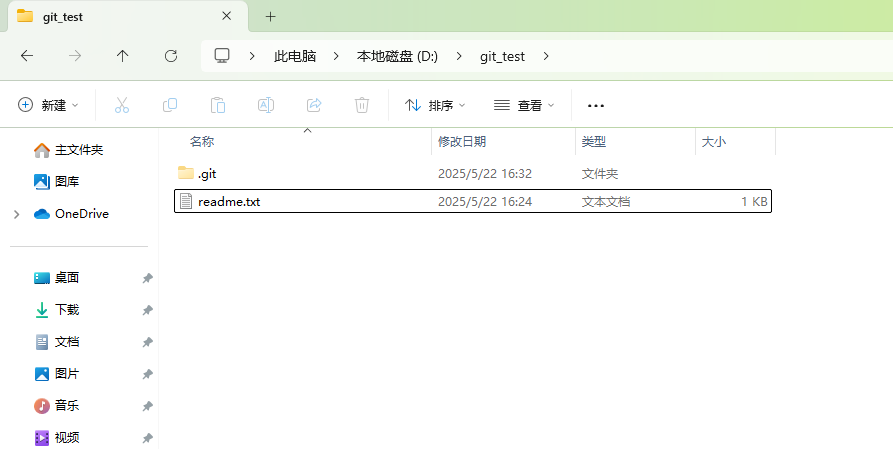 git_test
此电脑 本地磁盘 (D:) git_test
新建 排序 查看
名称 修改日期 类型 大小
.git 2025/5/22 16:32 文件夹
readme.txt 2025/5/22 16:24 文本文档 1 KB
主文件夹
图库
OneDrive
桌面
下载
文档
图片
音乐
视频